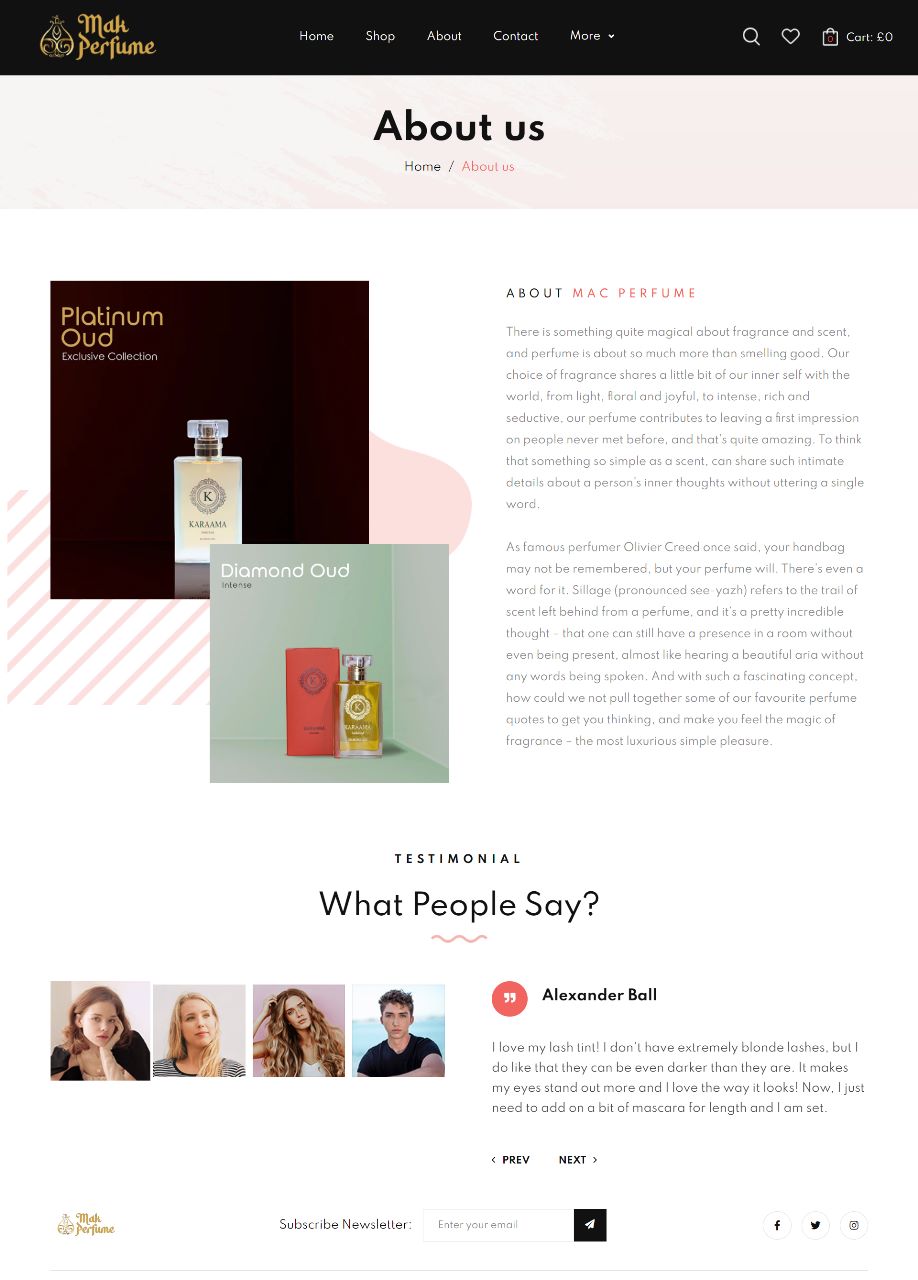 Mak
Perfume
Home
Shop
About
Contact
More
0
Cart: £0
About us
Home / About us
Platinum
Oud
Exclusive Collection
K
KARAAMA
Diamond Oud
Intense
K
KARAAMA
ABOUT MAC PERFUME
There is something quite magical about fragrance and scent,
and perfume is about so much more than smelling good. Our
choice of fragrance shares a little bit of our inner self with the
world, from light, floral and joyful, to intense, rich and
seductive, our perfume contributes to leaving a first impression
on people never met before, and that's quite amazing. To think
that something so simple as a scent, can share such intimate
details about a person's inner thoughts without uttering a single
word.
As famous perfumer Olivier Creed once said, your handbag
may not be remembered, but your perfume will. There's even a
word for it. Sillage (pronounced see-yazh) refers to the trail of
scent left behind from a perfume, and it's a pretty incredible
thought – that one can still have a presence in a room without
even being present, almost like hearing a beautiful aria without
any words being spoken. And with such a fascinating concept,
how could we not pull together some of our favourite perfume
quotes to get you thinking, and make you feel the magic of
fragrance – the most luxurious simple pleasure.
TESTIMONIAL
What People Say?
Alexander Ball
I love my lash tint! I don't have extremely blonde lashes, but I
do like that they can be even darker than they are. It makes
my eyes stand out more and I love the way it looks! Now, I just
need to add on a bit of mascara for length and I am set.
PREV
NEXT
Mak
Perfume
Subscribe Newsletter:
Enter your email